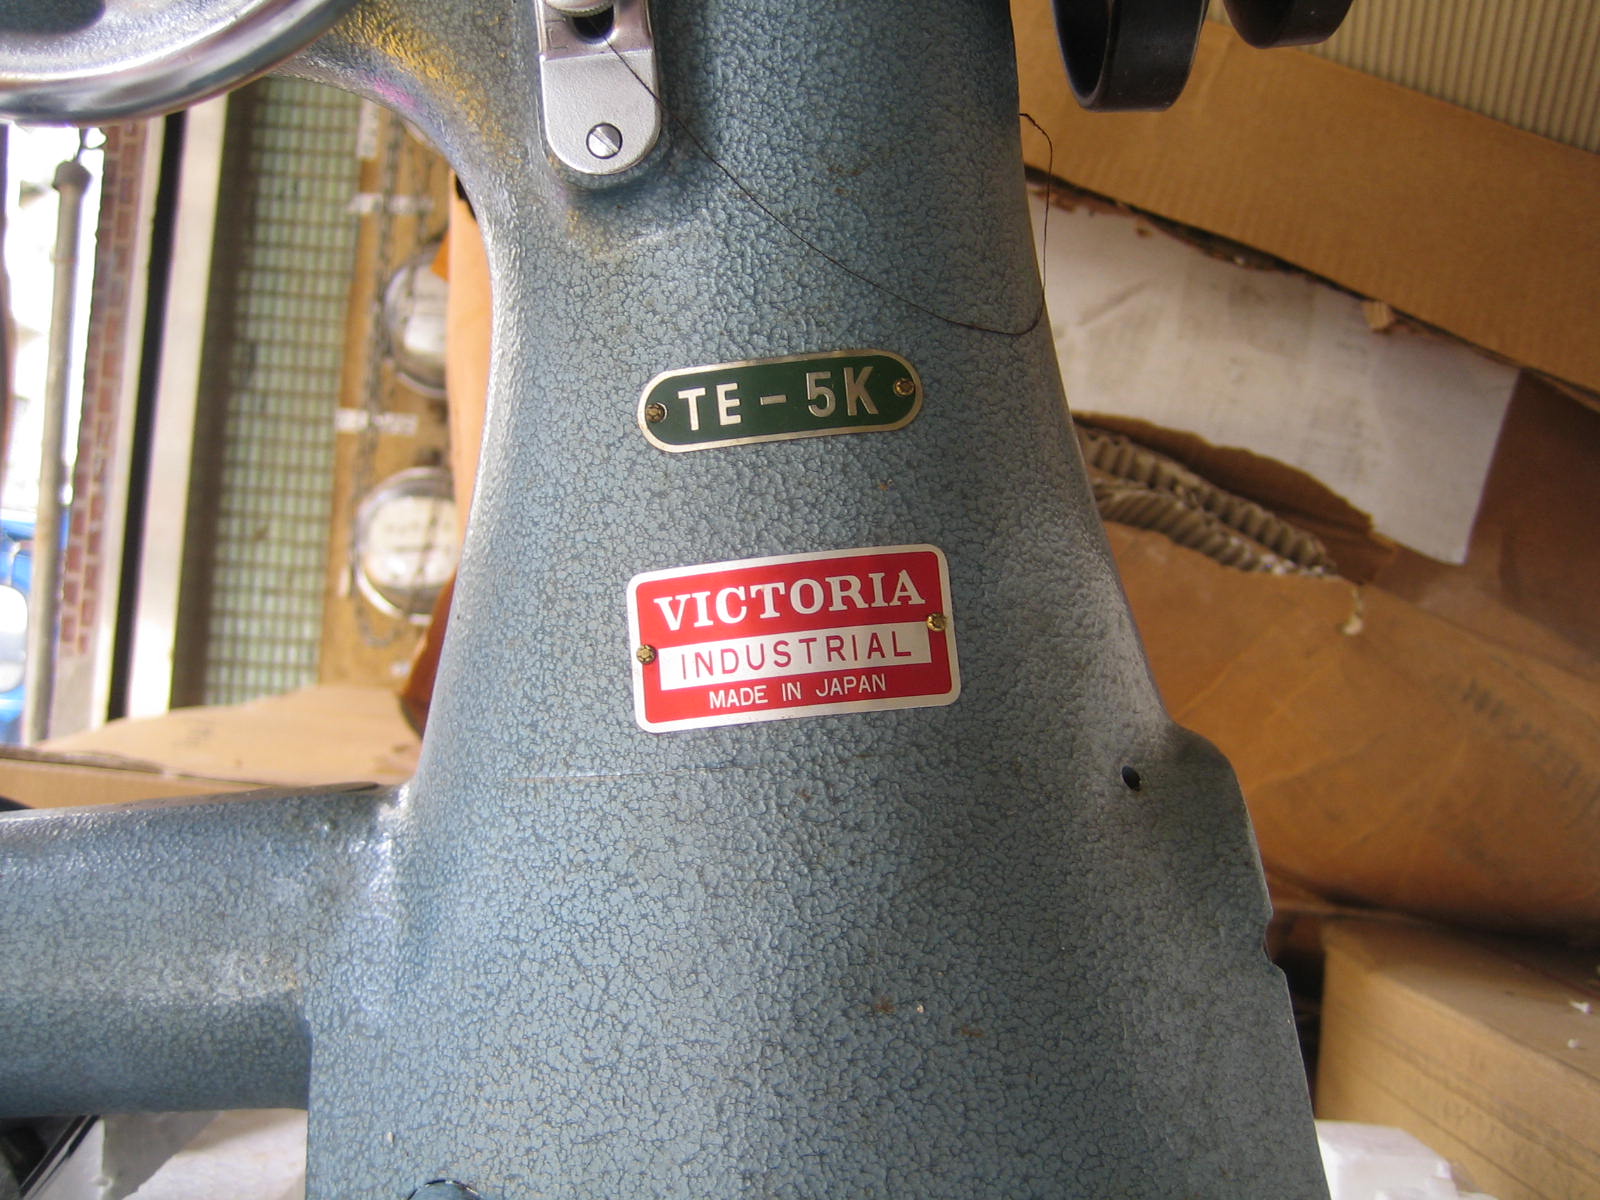 TE-5K
VICTORIA
INDUSTRIAL
MADE IN JAPAN